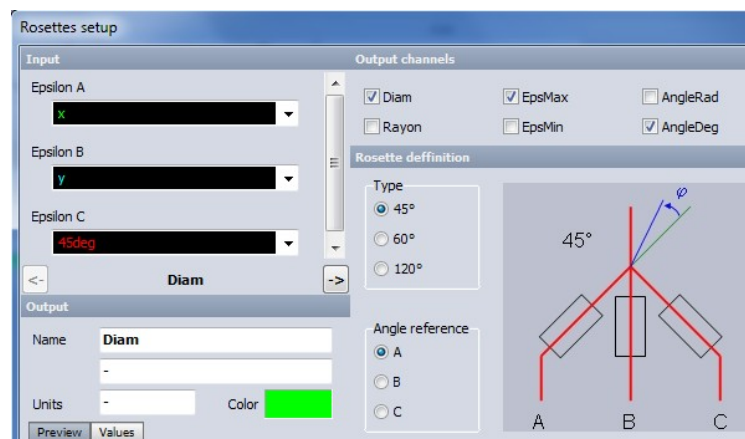 Rosettes setup
Input
Epsilon A
x
Epsilon B
y
Epsilon C
45deg
<-
Diam
->
Output
Name
Diam
-
Units
-
Color
Preview
Values
Output channels
Diam
EpsMax
AngleRad
Rayon
EpsMin
AngleDeg
Rosette deffinition
Type
45°
60°
120°
Angle reference
A
B
C
φ
45°
A
B
C